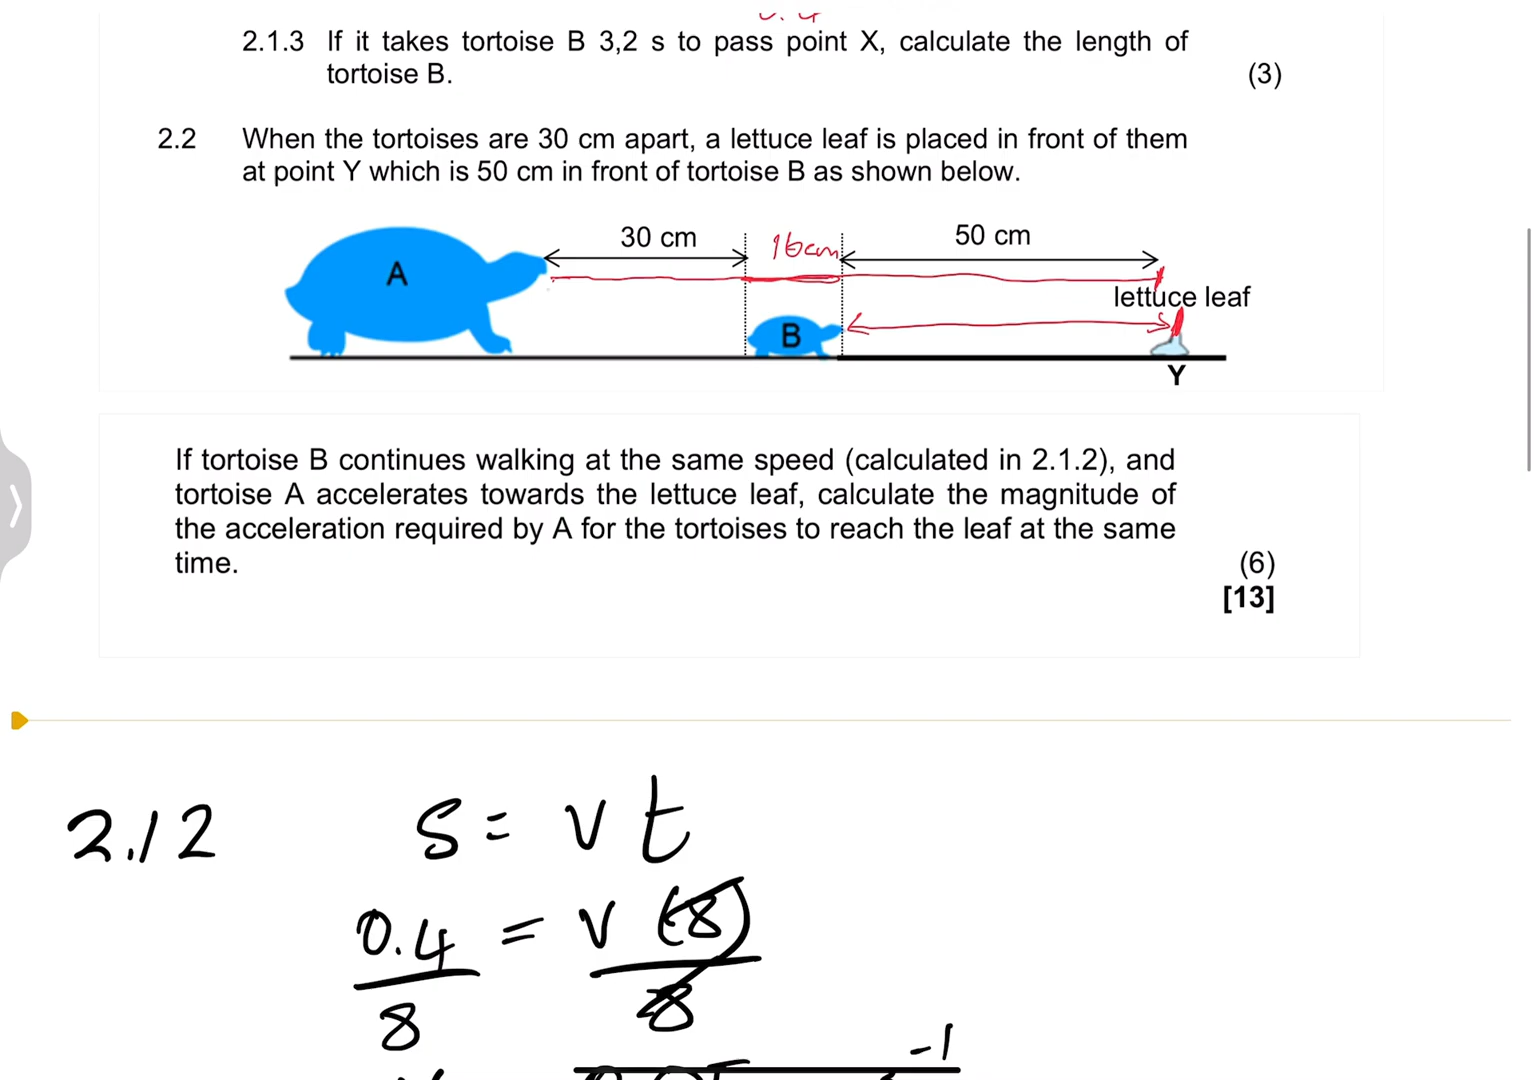 2.1.3 If it takes tortoise B 3,2 s to pass point X, calculate the length of
tortoise B.
(3)
2.2 When the tortoises are 30 cm apart, a lettuce leaf is placed in front of them
at point Y which is 50 cm in front of tortoise B as shown below.
30 cm 16cm 50 cm
A
lettuce leaf
B
Y
If tortoise B continues walking at the same speed (calculated in 2.1.2), and
tortoise A accelerates towards the lettuce leaf, calculate the magnitude of
the acceleration required by A for the tortoises to reach the leaf at the same
time.
(6)
[13]
2.12 s = vt
0.4 = v (8)
8 8
-1